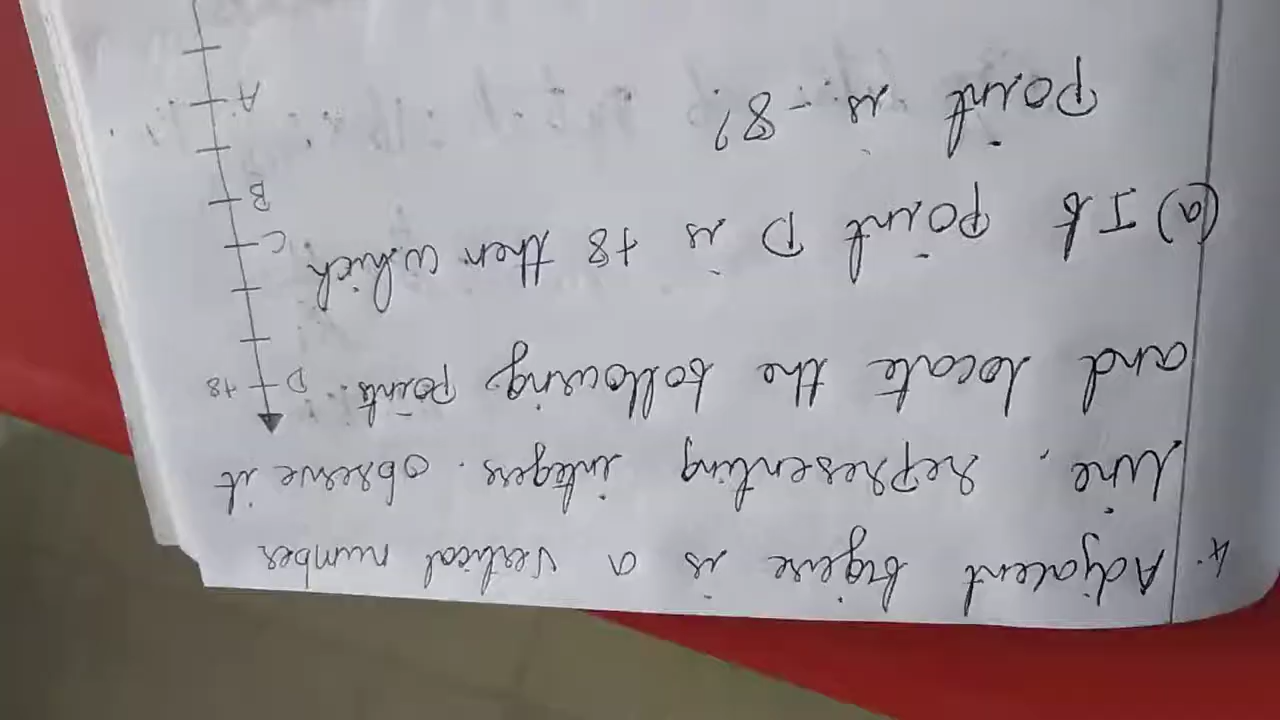 4. Adjacent figure is a vertical number
line, representing integers. observe it
and locate the following points.
D +8
(a) If point D is +8 then which
C
B
point is -8?
A